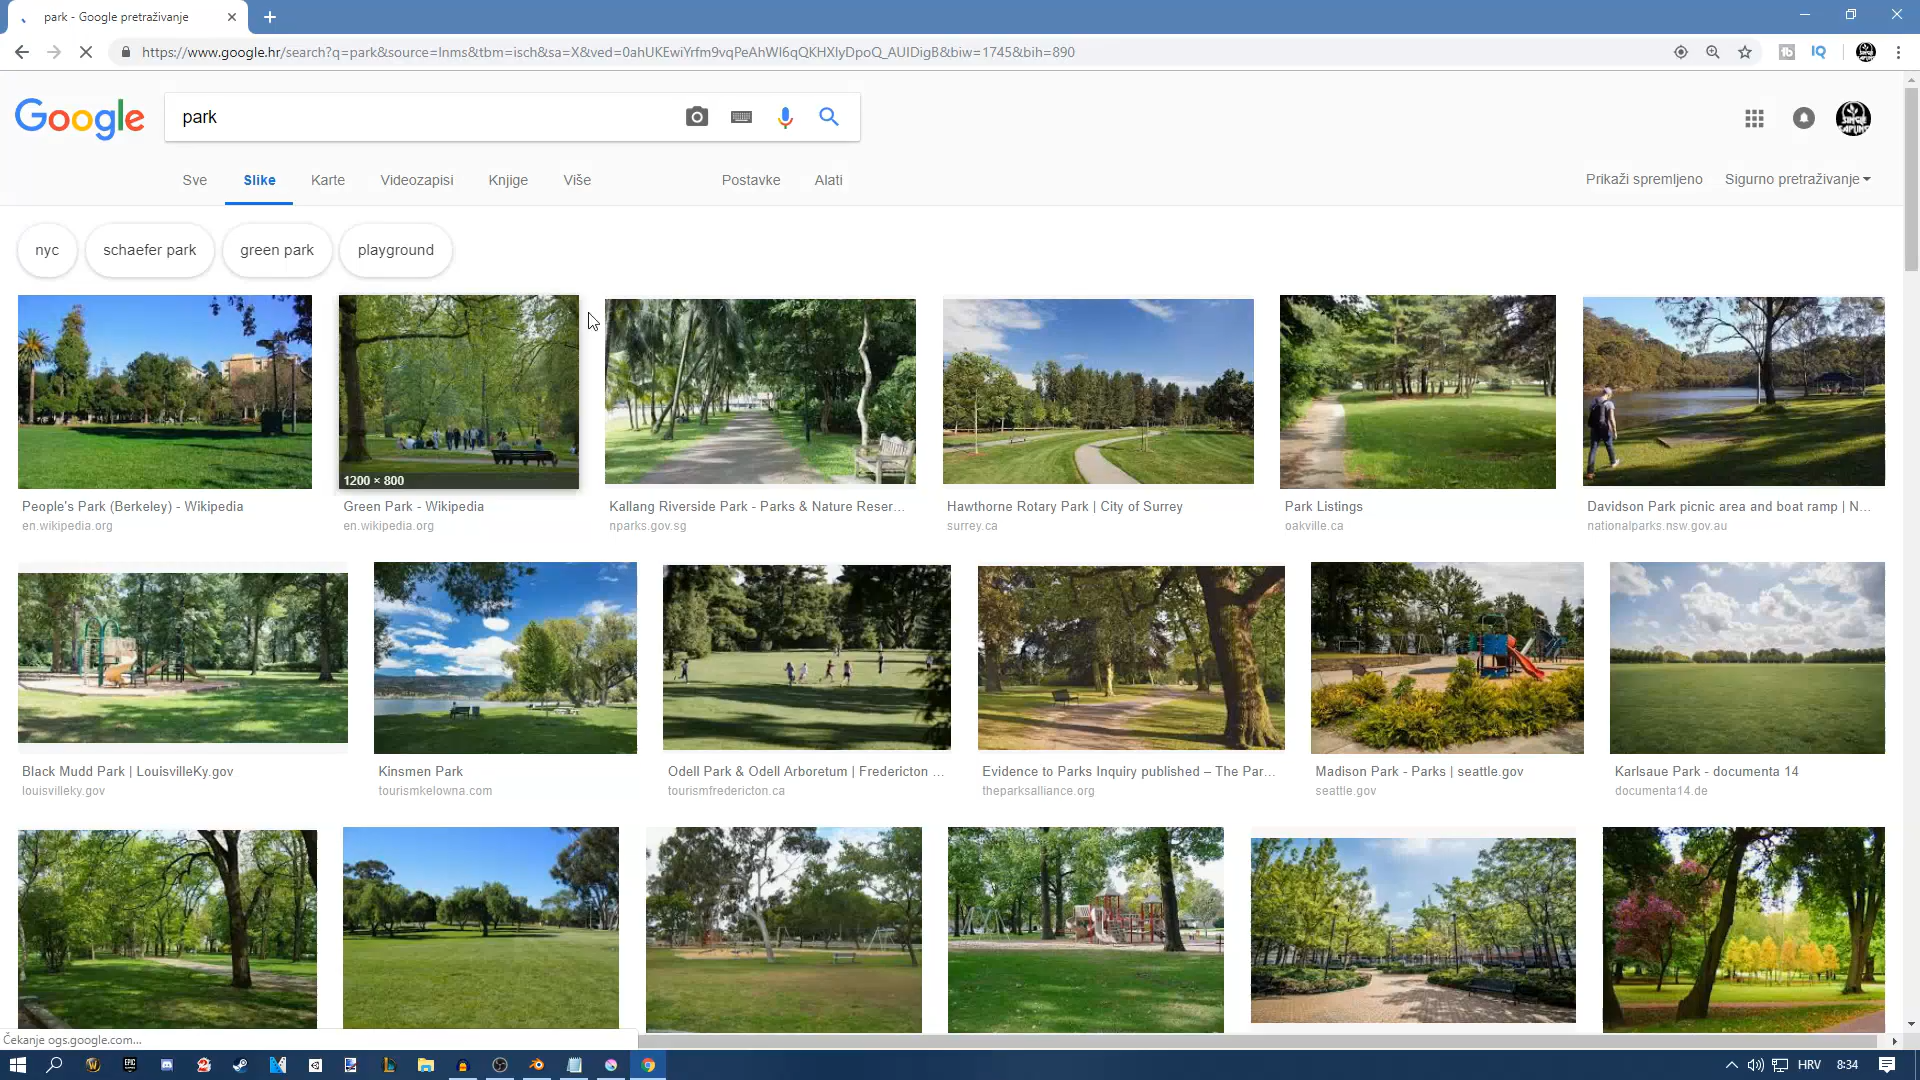 park - Google pretraživanje
https://www.google.hr/search?q=park&source=lnms&tbm=isch&sa=X&ved=0ahUKEwiYrfm9vqPeAhWI6qQKHXIyDpoQ_AUIDigB&biw=1745&bih=890
IQ
Google
park
Sve
Slike
Karte
Videozapisi
Knjige
Više
Postavke
Alati
Prikaži spremljeno
Sigurno pretraživanje
nyc
schaefer park
green park
playground
1200 × 800
People's Park (Berkeley) - Wikipedia
en.wikipedia.org
Green Park - Wikipedia
en.wikipedia.org
Kallang Riverside Park - Parks & Nature Reser...
nparks.gov.sg
Hawthorne Rotary Park | City of Surrey
surrey.ca
Park Listings
oakville.ca
Davidson Park picnic area and boat ramp | N...
nationalparks.nsw.gov.au
Black Mudd Park | LouisvilleKy.gov
louisvilleky.gov
Kinsmen Park
tourismkelowna.com
Odell Park & Odell Arboretum | Fredericton ...
tourismfredericton.ca
Evidence to Parks Inquiry published – The Par...
theparksalliance.org
Madison Park - Parks | seattle.gov
seattle.gov
Karlsaue Park - documenta 14
documenta14.de
Čekanje ogs.google.com...
HRV
8:34